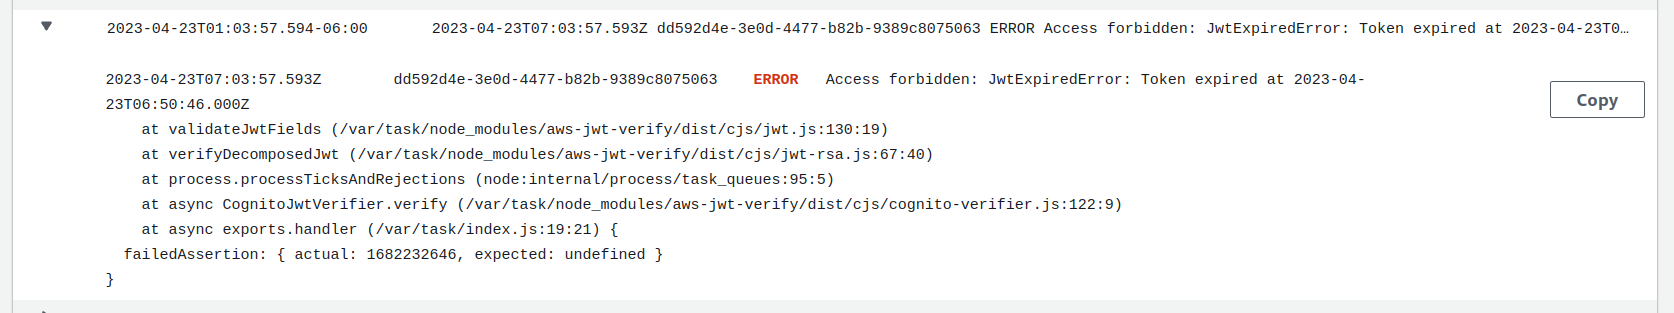 2023-04-23T01:03:57.594-06:00 2023-04-23T07:03:57.593Z dd592d4e-3e0d-4477-b82b-9389c8075063 ERROR Access forbidden: JwtExpiredError: Token expired at 2023-04-23T0…
2023-04-23T07:03:57.593Z dd592d4e-3e0d-4477-b82b-9389c8075063 ERROR Access forbidden: JwtExpiredError: Token expired at 2023-04-
23T06:50:46.000Z
Copy
at validateJwtFields (/var/task/node_modules/aws-jwt-verify/dist/cjs/jwt.js:130:19)
at verifyDecomposedJwt (/var/task/node_modules/aws-jwt-verify/dist/cjs/jwt-rsa.js:67:40)
at process.processTicksAndRejections (node:internal/process/task_queues:95:5)
at async CognitoJwtVerifier.verify (/var/task/node_modules/aws-jwt-verify/dist/cjs/cognito-verifier.js:122:9)
at async exports.handler (/var/task/index.js:19:21) {
failedAssertion: { actual: 1682232646, expected: undefined }
}